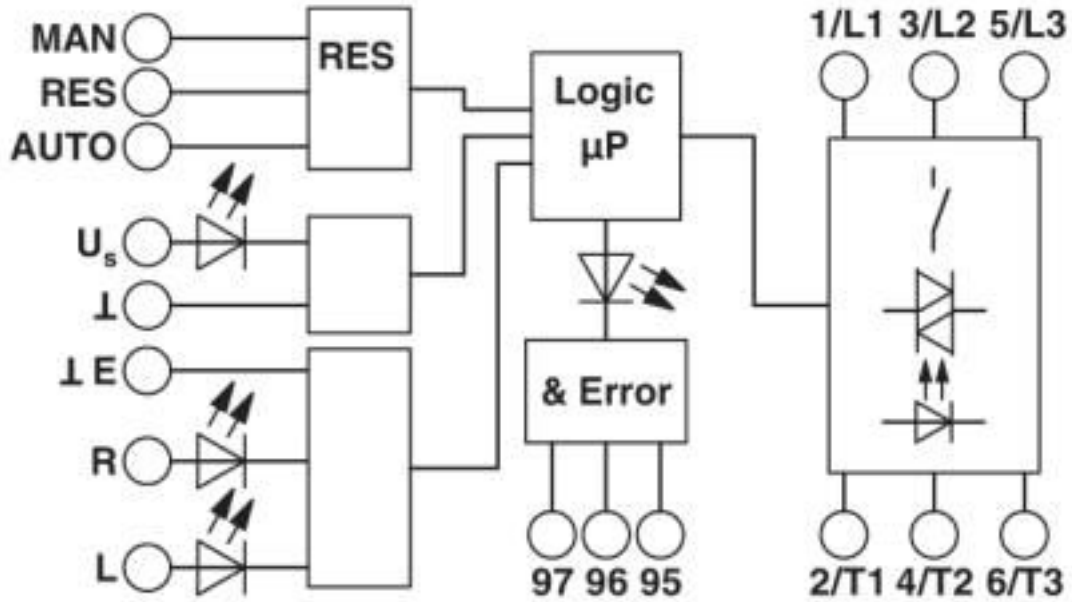 MAN
RES
AUTO
RES
Us
⊥
⊥ E
R
L
Logic
µP
& Error
97 96 95
1/L1 3/L2 5/L3
2/T1 4/T2 6/T3